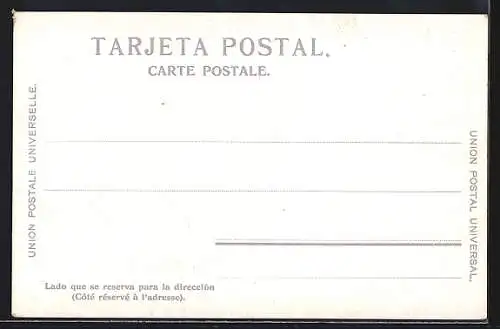 TARJETA POSTAL.
CARTE POSTALE.
UNION POSTALE UNIVERSELLE.
UNION POSTAL UNIVERSAL.
Lado que se reserva para la dirección
(Côté réservé à l'adresse).